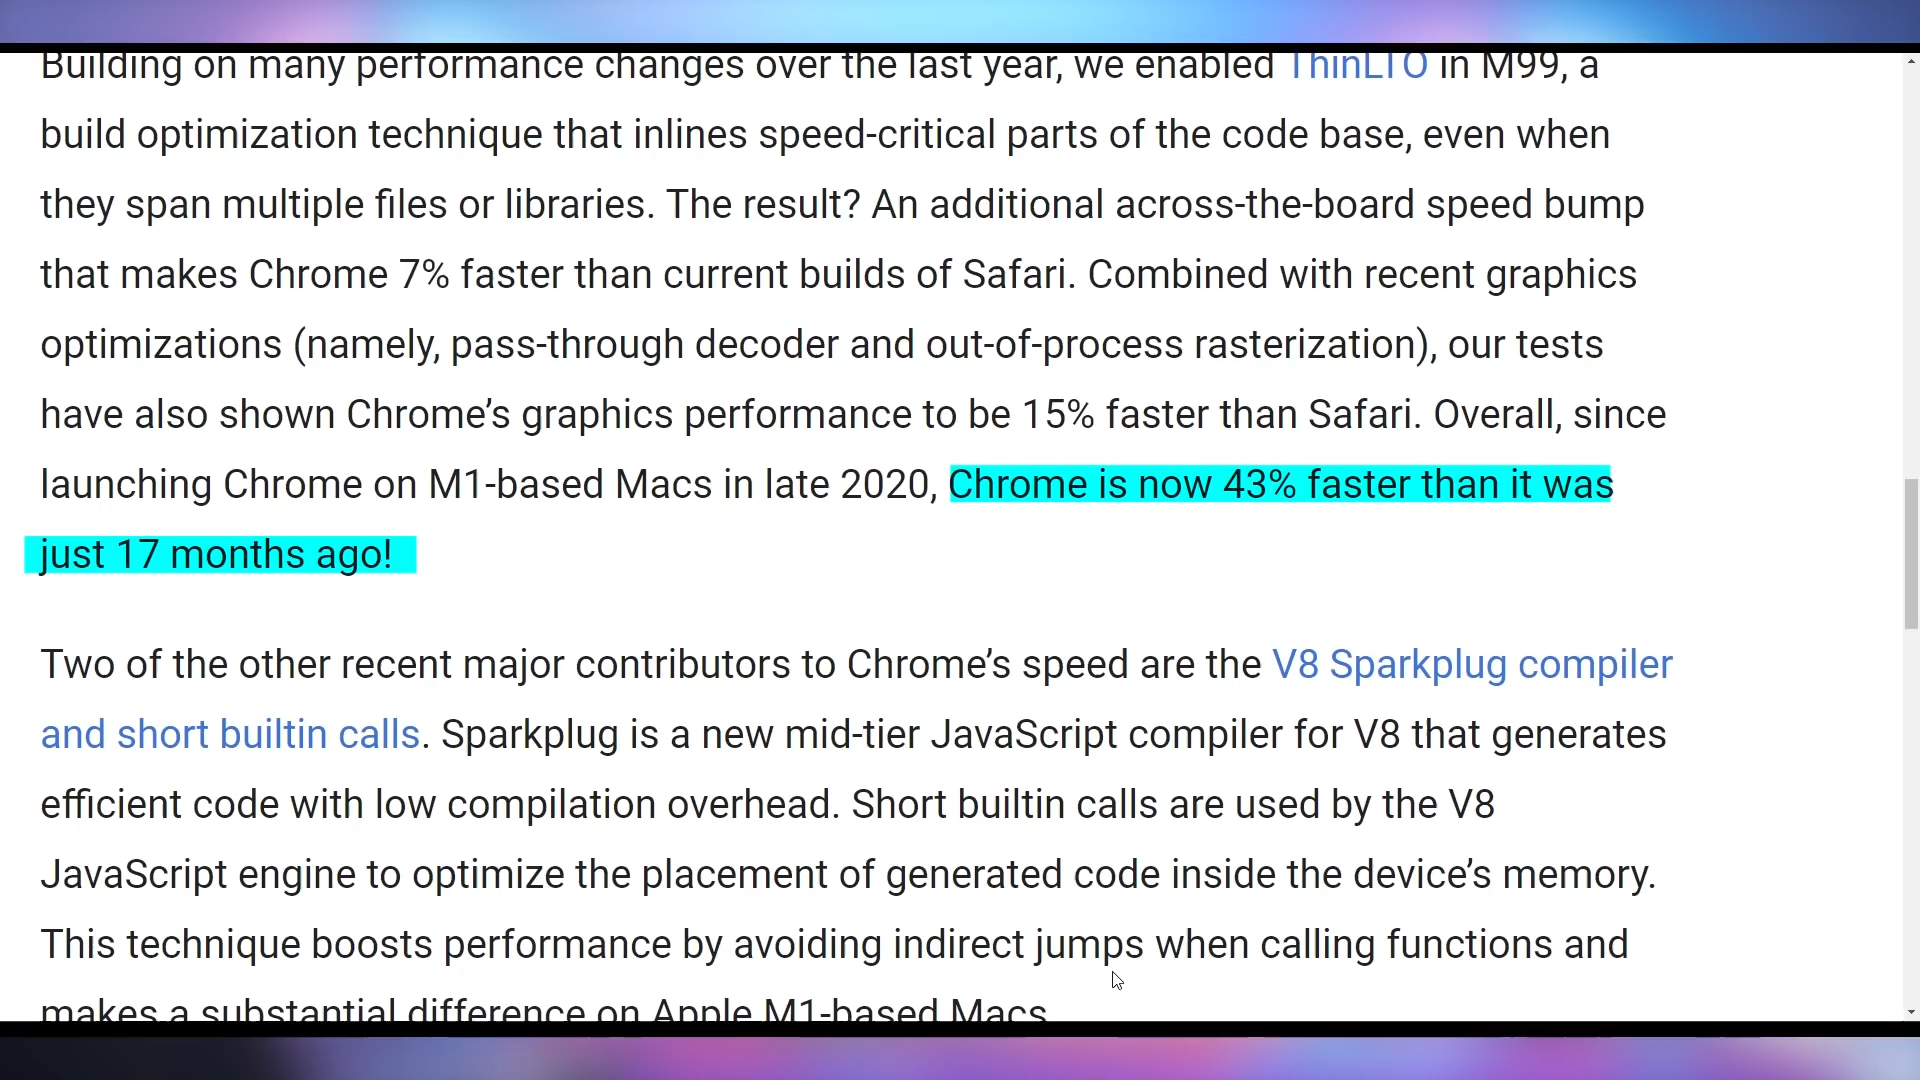 Building on many performance changes over the last year, we enabled ThinLTO in M99, a
build optimization technique that inlines speed-critical parts of the code base, even when
they span multiple files or libraries. The result? An additional across-the-board speed bump
that makes Chrome 7% faster than current builds of Safari. Combined with recent graphics
optimizations (namely, pass-through decoder and out-of-process rasterization), our tests
have also shown Chrome’s graphics performance to be 15% faster than Safari. Overall, since
launching Chrome on M1-based Macs in late 2020, Chrome is now 43% faster than it was
just 17 months ago!
Two of the other recent major contributors to Chrome’s speed are the V8 Sparkplug compiler
and short builtin calls. Sparkplug is a new mid-tier JavaScript compiler for V8 that generates
efficient code with low compilation overhead. Short builtin calls are used by the V8
JavaScript engine to optimize the placement of generated code inside the device’s memory.
This technique boosts performance by avoiding indirect jumps when calling functions and
makes a substantial difference on Apple M1-based Macs